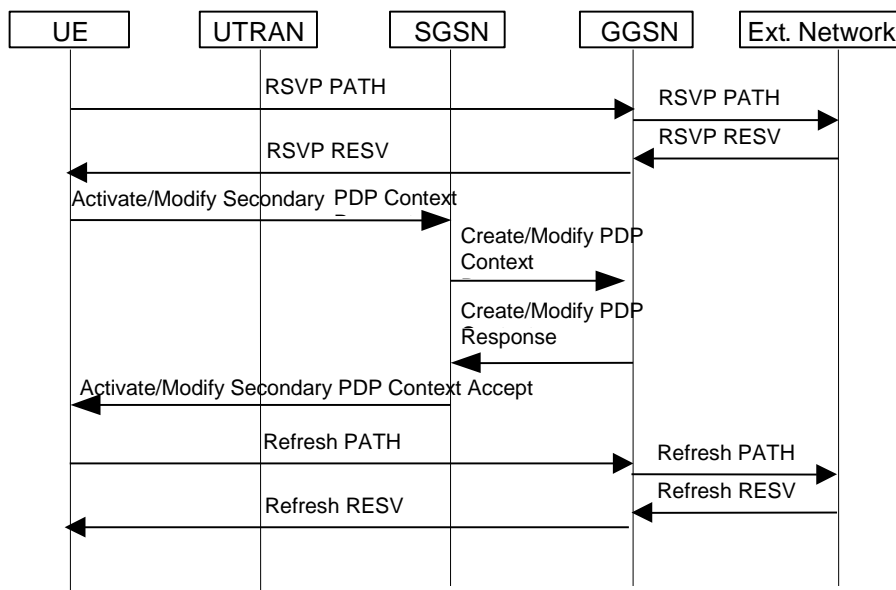 UE UTRAN SGSN GGSN Ext. Network
RSVP PATH
RSVP PATH
RSVP RESV
RSVP RESV
Activate/Modify Secondary PDP Context
Create/Modify PDP
Context
Create/Modify PDP
Response
Activate/Modify Secondary PDP Context Accept
Refresh PATH
Refresh PATH
Refresh RESV
Refresh RESV